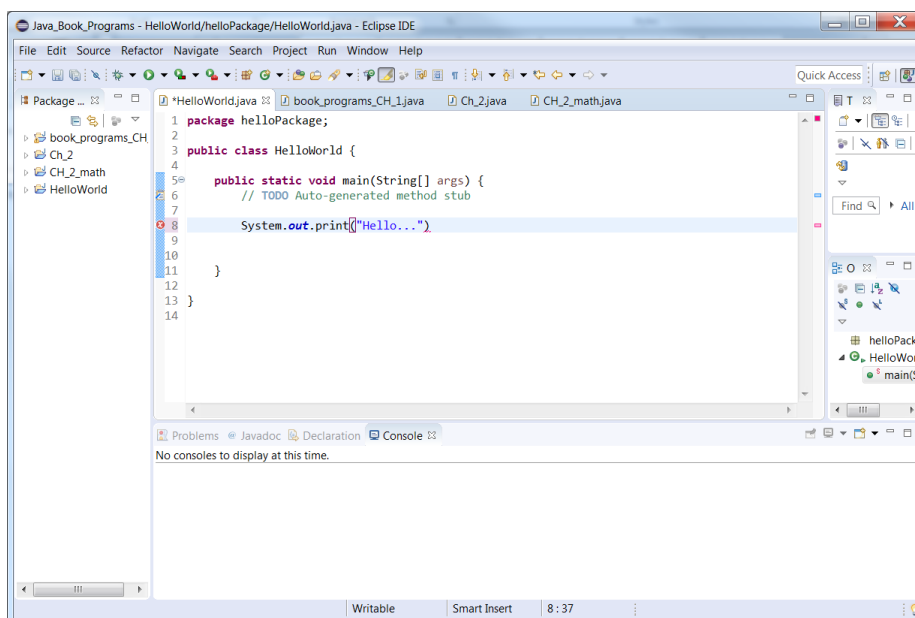 Java_Book_Programs - HelloWorld/helloPackage/HelloWorld.java - Eclipse IDE
File Edit Source Refactor Navigate Search Project Run Window Help
Quick Access
Package ...
*HelloWorld.java book_programs_CH_1.java Ch_2.java CH_2_math.java
T
book_programs_CH
Ch_2
CH_2_math
HelloWorld
1 package helloPackage;
2
3 public class HelloWorld {
4
5 public static void main(String[] args) {
6 // TODO Auto-generated method stub
7
8 System.out.print("Hello...")
9
10
11 }
12
13 }
14
Find All
O
helloPack
HelloWor
main(S
Problems Javadoc Declaration Console
No consoles to display at this time.
Writable Smart Insert 8 : 37